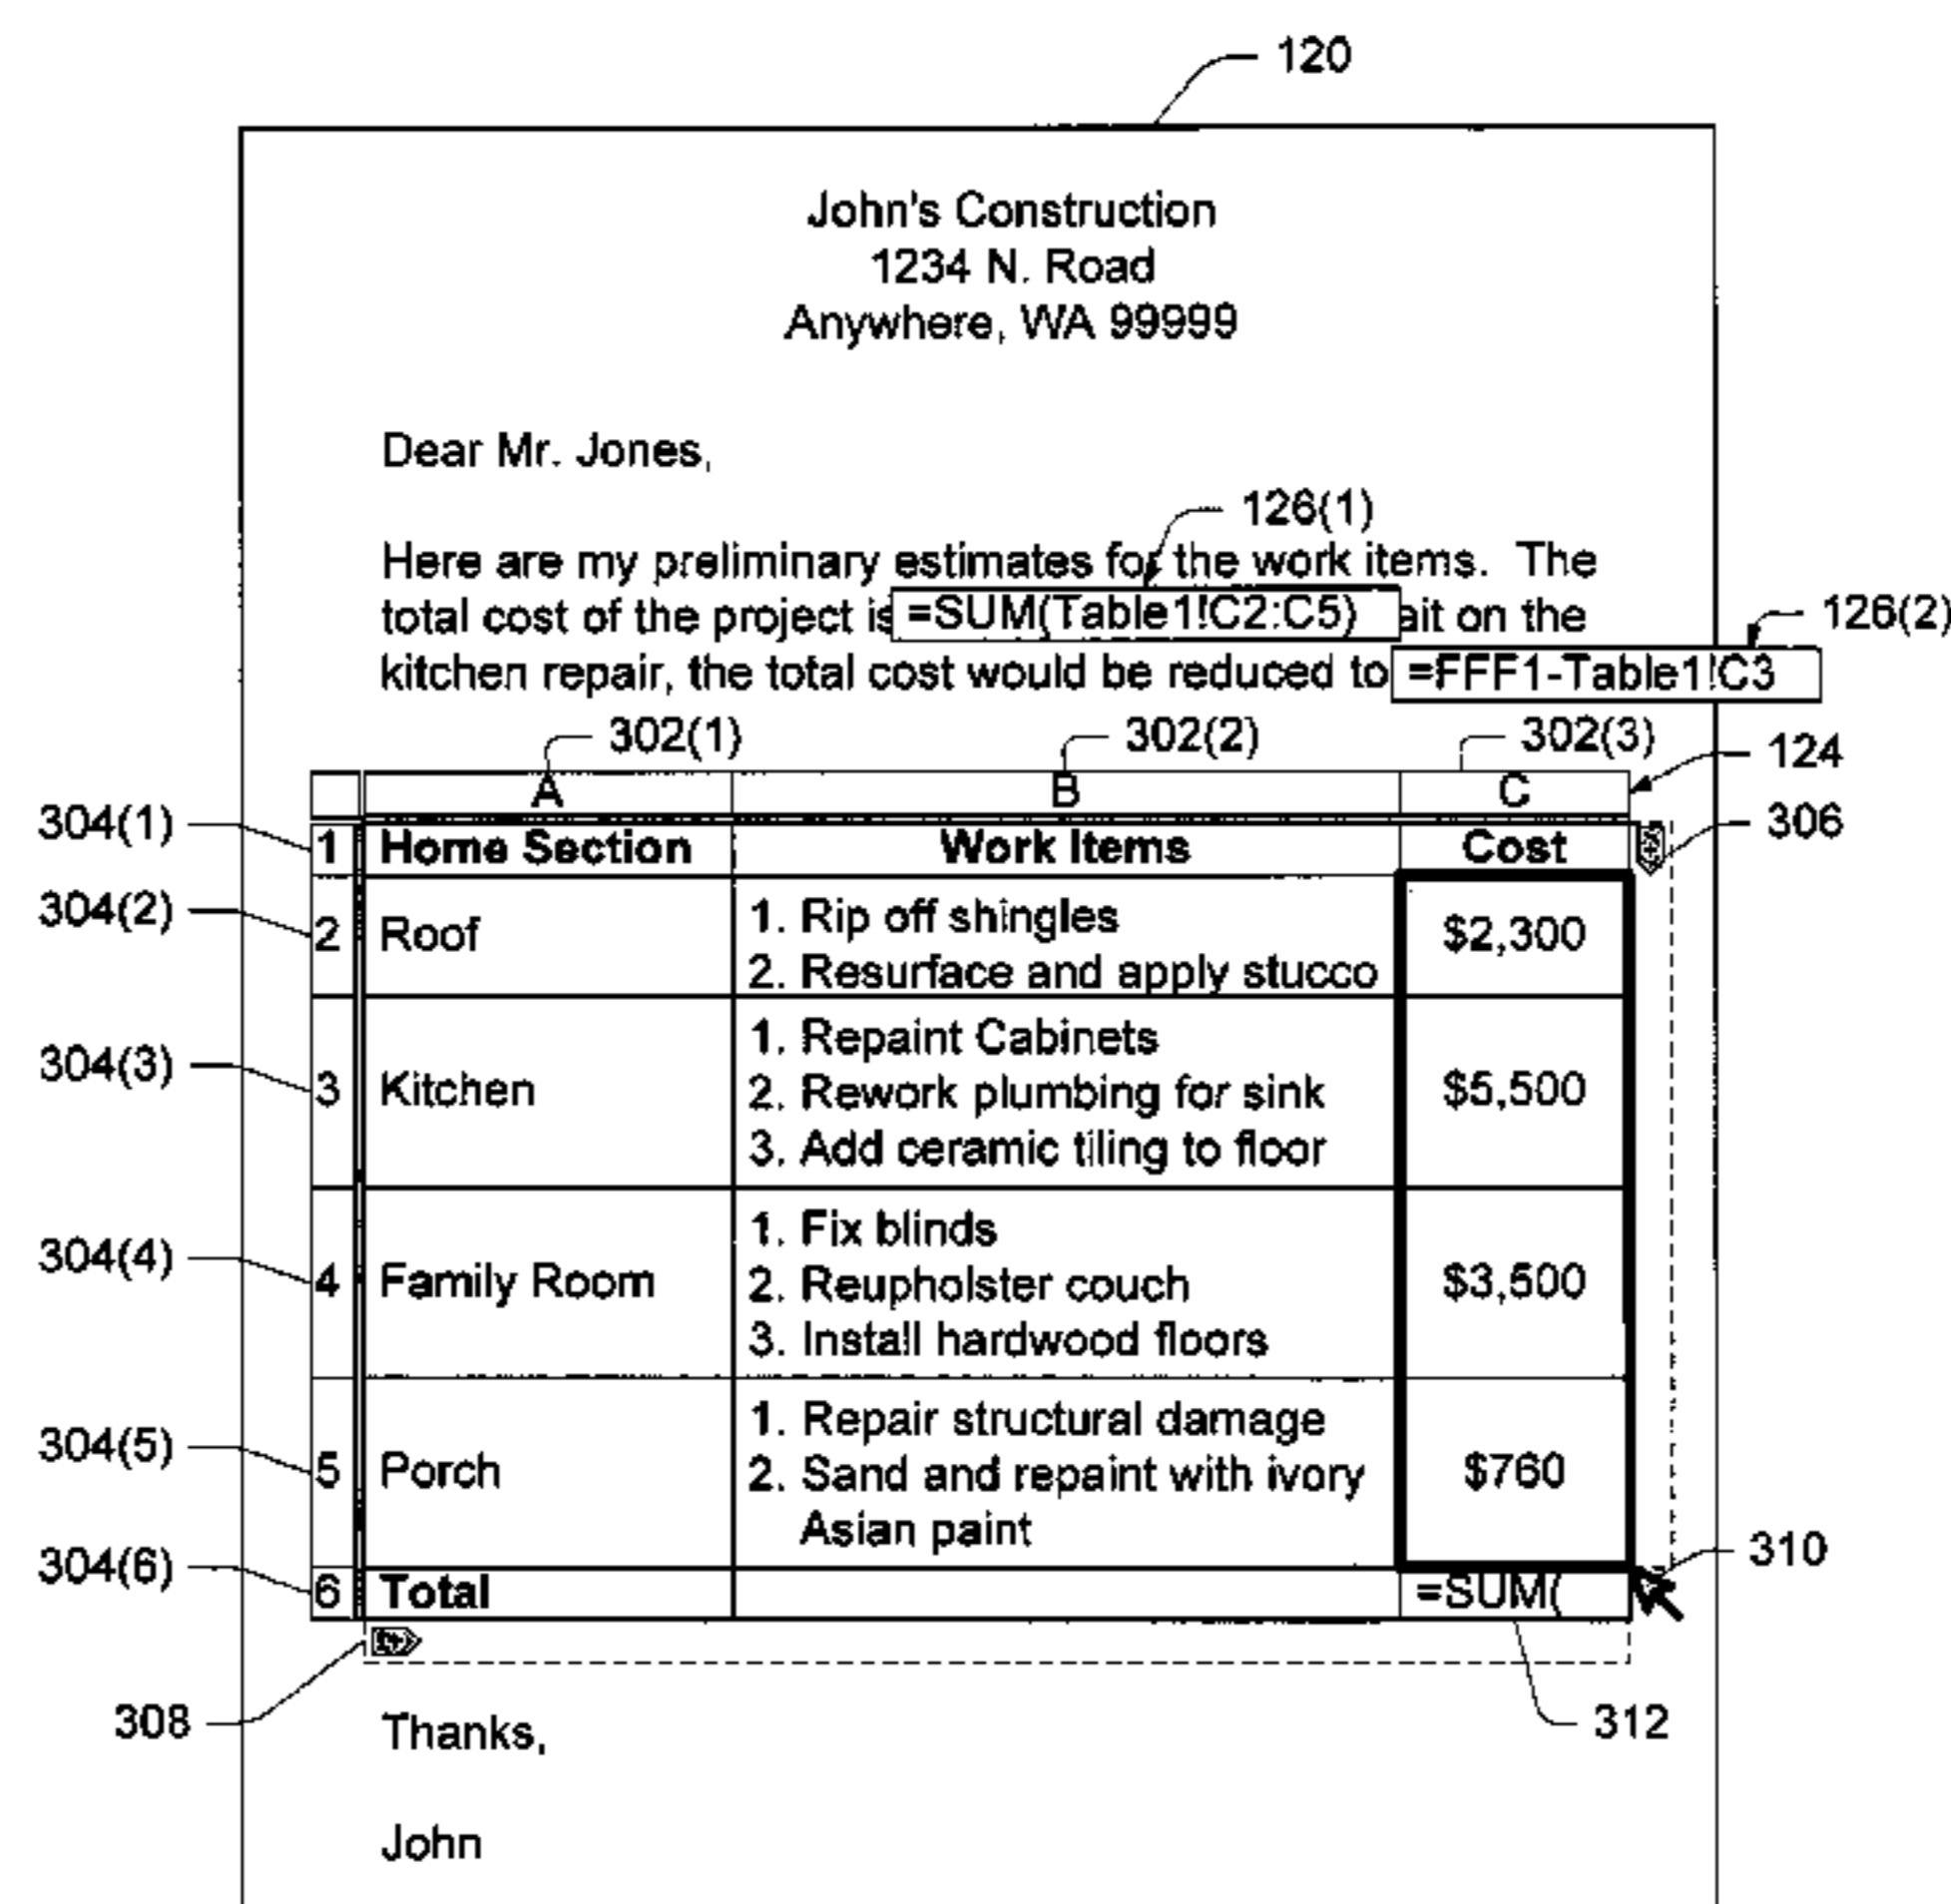 120
John's Construction
1234 N. Road
Anywhere, WA 99999
Dear Mr. Jones,
126(1)
Here are my preliminary estimates for the work items. The
total cost of the project is =SUM(Table1!C2:C5) ait on the
126(2)
kitchen repair, the total cost would be reduced to =FFF1-Table1!C3
302(1) 302(2) 302(3)
124
A B C
304(1) 306
1 Home Section Work Items Cost
304(2)
2 Roof 1. Rip off shingles $2,300
2. Resurface and apply stucco
304(3)
1. Repaint Cabinets
3 Kitchen 2. Rework plumbing for sink $5,500
3. Add ceramic tiling to floor
304(4)
1. Fix blinds
4 Family Room 2. Reupholster couch $3,500
3. Install hardwood floors
304(5)
1. Repair structural damage
5 Porch 2. Sand and repaint with ivory $760
Asian paint
304(6) 310
6 Total =SUM(
308 312
Thanks,
John